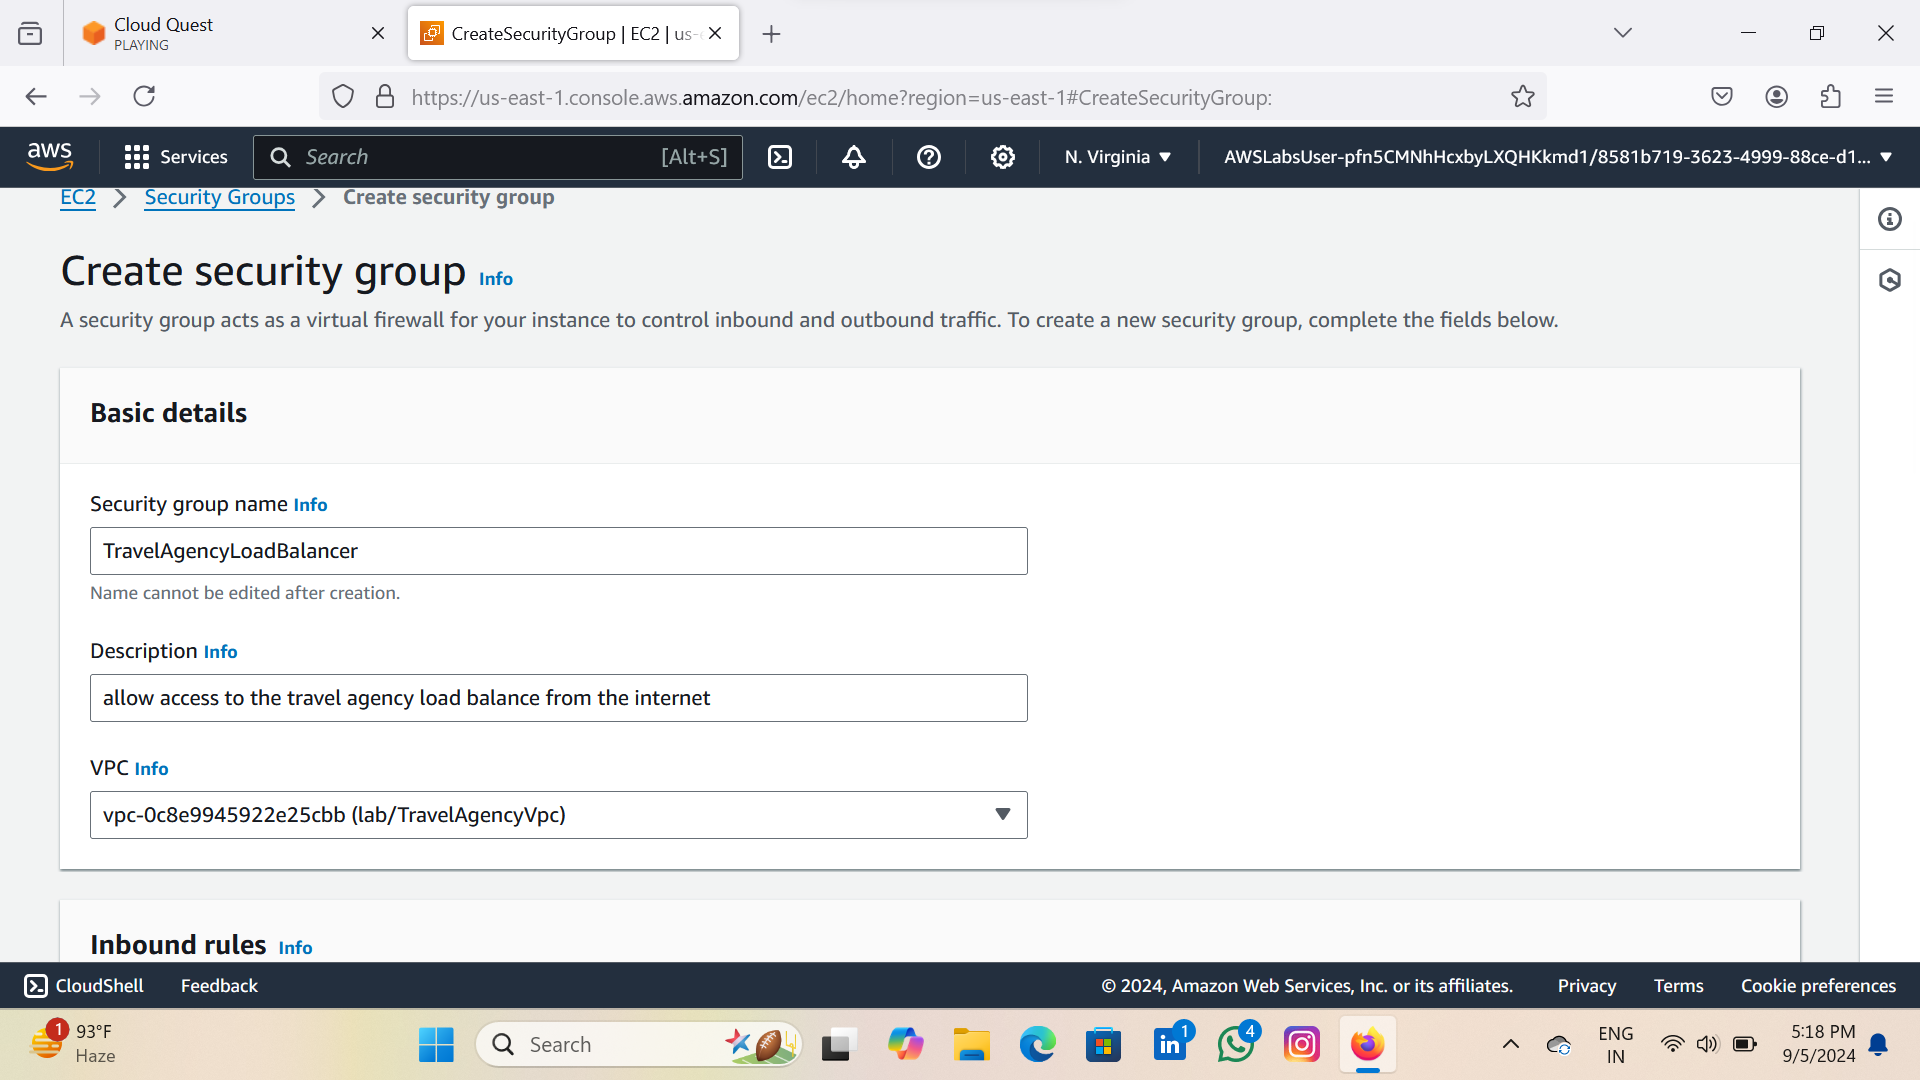 Cloud Quest
PLAYING
CreateSecurityGroup | EC2 | us-
https://us-east-1.console.aws.amazon.com/ec2/home?region=us-east-1#CreateSecurityGroup:
aws
Services
Search
[Alt+S]
N. Virginia
AWSLabsUser-pfn5CMNhHcxbyLXQHKkmd1/8581b719-3623-4999-88ce-d1...
EC2 > Security Groups > Create security group
Create security group Info
A security group acts as a virtual firewall for your instance to control inbound and outbound traffic. To create a new security group, complete the fields below.
Basic details
Security group name Info
TravelAgencyLoadBalancer
Name cannot be edited after creation.
Description Info
allow access to the travel agency load balance from the internet
VPC Info
vpc-0c8e9945922e25cbb (lab/TravelAgencyVpc)
Inbound rules Info
CloudShell
Feedback
© 2024, Amazon Web Services, Inc. or its affiliates.
Privacy
Terms
Cookie preferences
1
93°F
Haze
Search
1
4
ENG
IN
5:18 PM
9/5/2024